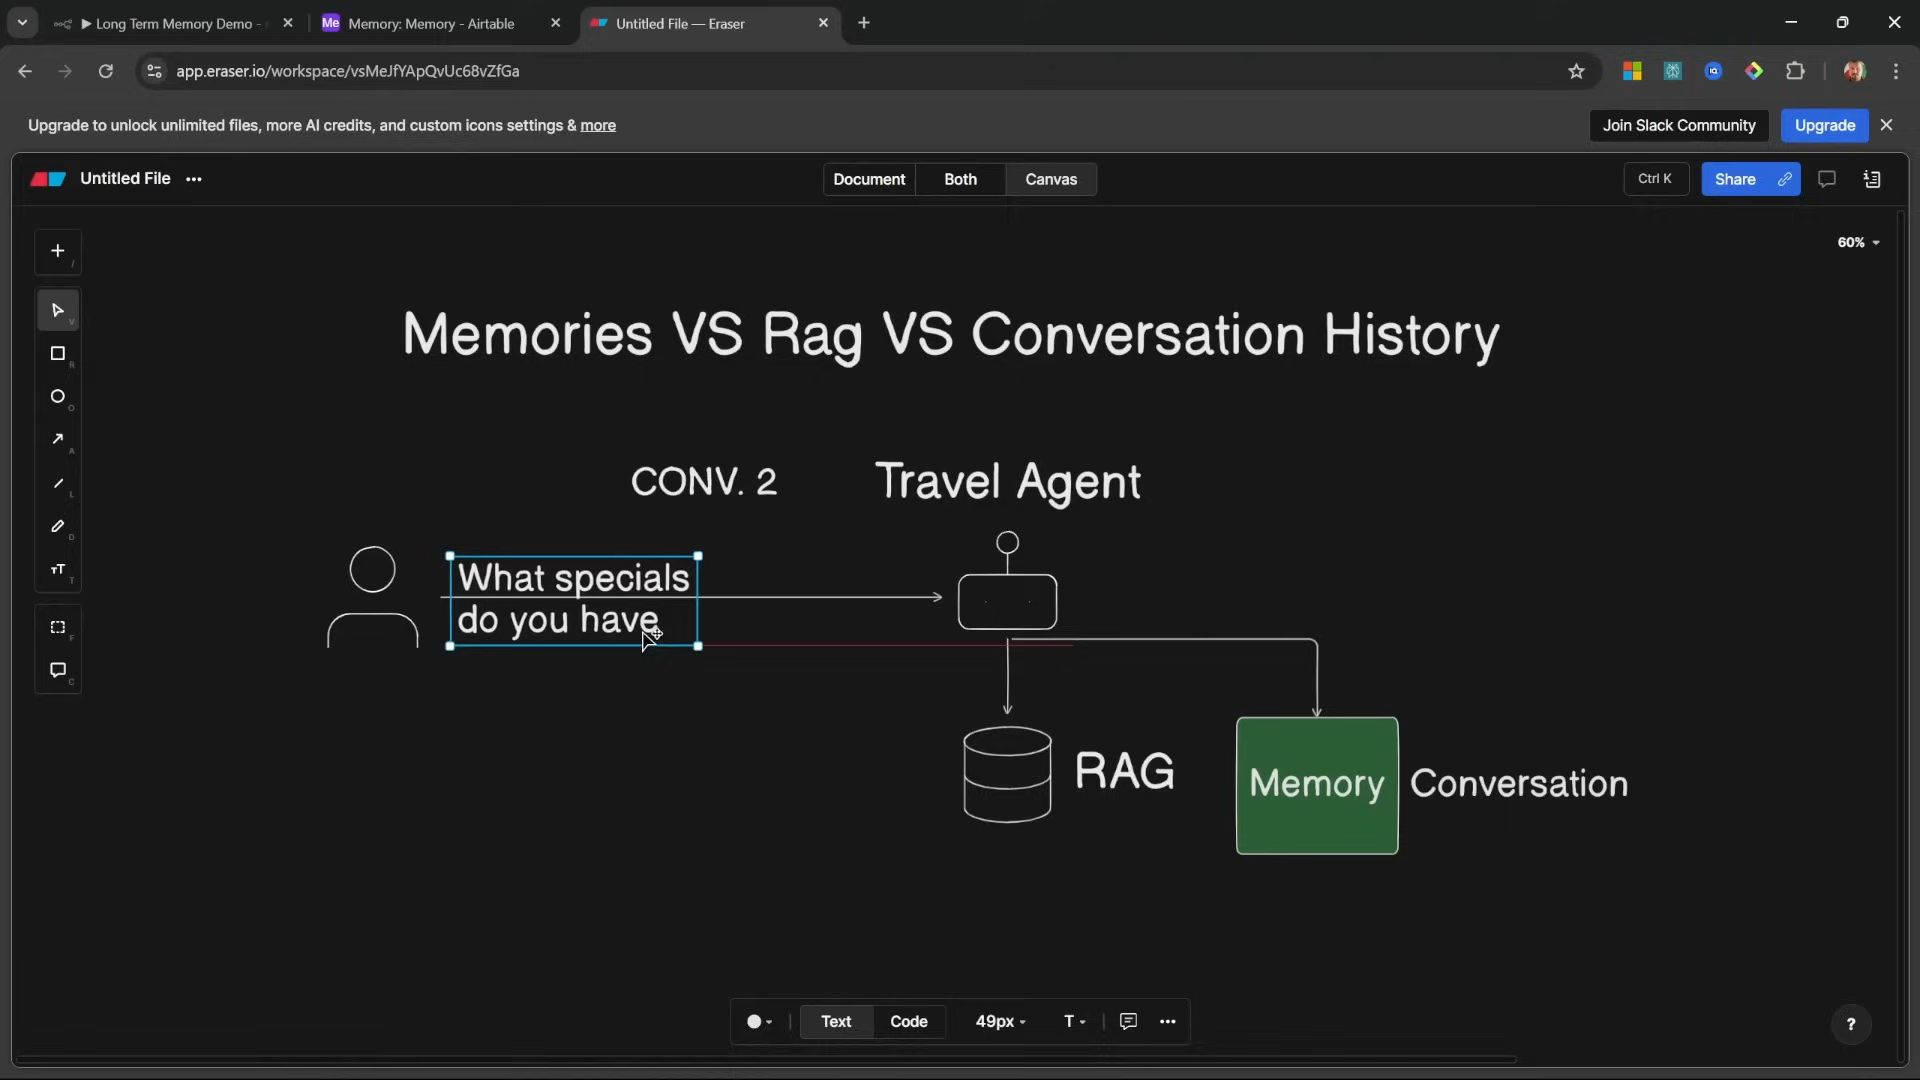 ▶ Long Term Memory Demo -
Me Memory: Memory - Airtable
Untitled File — Eraser
app.eraser.io/workspace/vsMeJfYApQvUc68vZfGa
Upgrade to unlock unlimited files, more AI credits, and custom icons settings & more
Join Slack Community
Upgrade
Untitled File
Document
Both
Canvas
Ctrl K
Share
60%
/
V
R
O
A
L
D
T
F
C
Memories VS Rag VS Conversation History
CONV. 2
Travel Agent
What specials
do you have
RAG
Memory
Conversation
Text
Code
49px
T
?